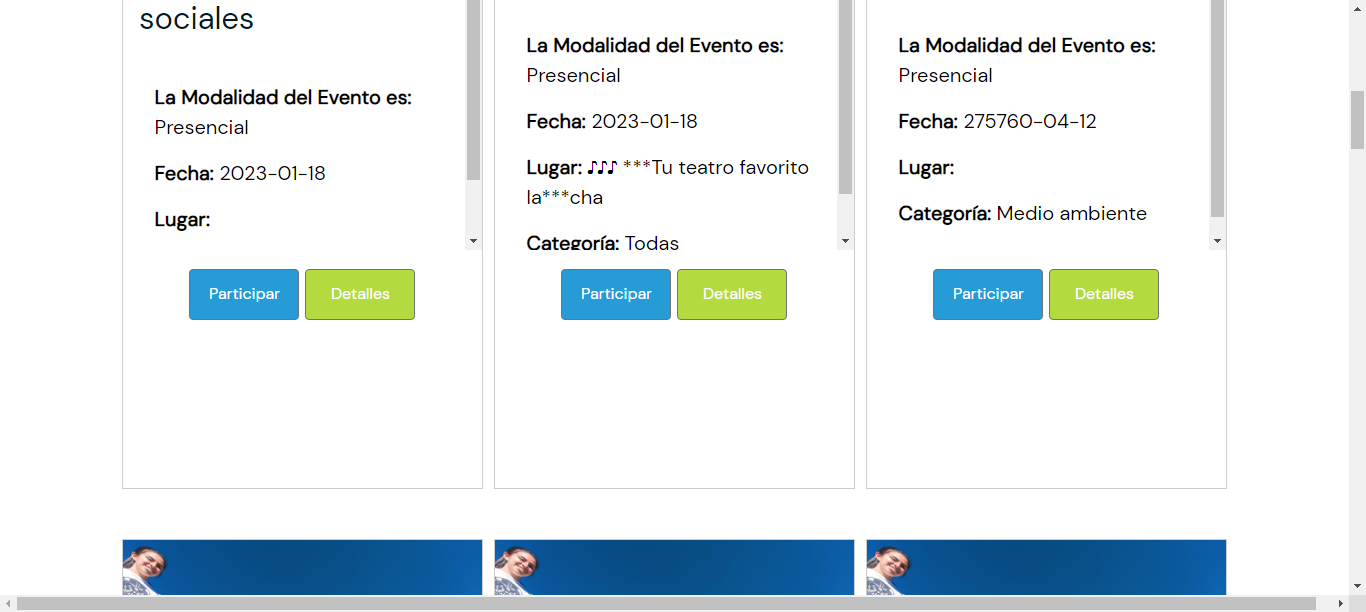 sociales
La Modalidad del Evento es:
Presencial
Fecha: 2023-01-18
Lugar:
Participar Detalles
La Modalidad del Evento es:
Presencial
Fecha: 2023-01-18
Lugar: ♪♪♪ ***Tu teatro favorito
la***cha
Categoría: Todas
Participar Detalles
La Modalidad del Evento es:
Presencial
Fecha: 275760-04-12
Lugar:
Categoría: Medio ambiente
Participar Detalles